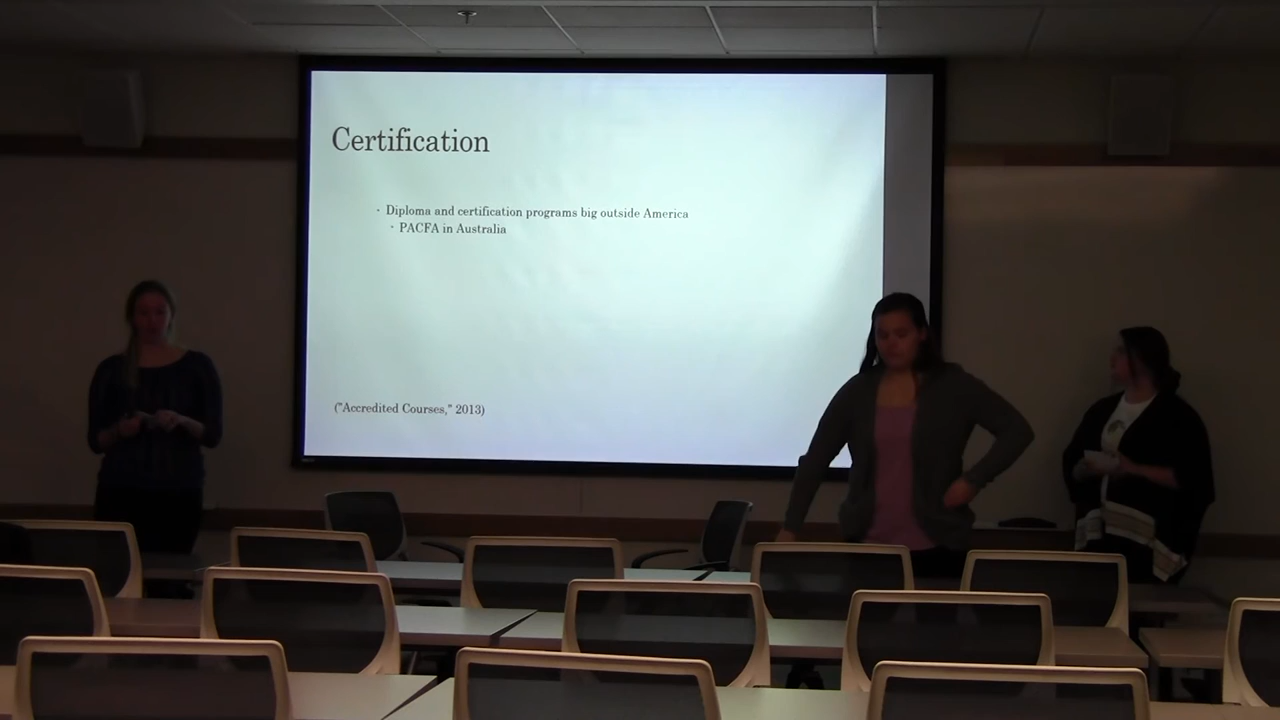 Certification
· Diploma and certification programs big outside America
· PACFA in Australia
("Accredited Courses," 2013)